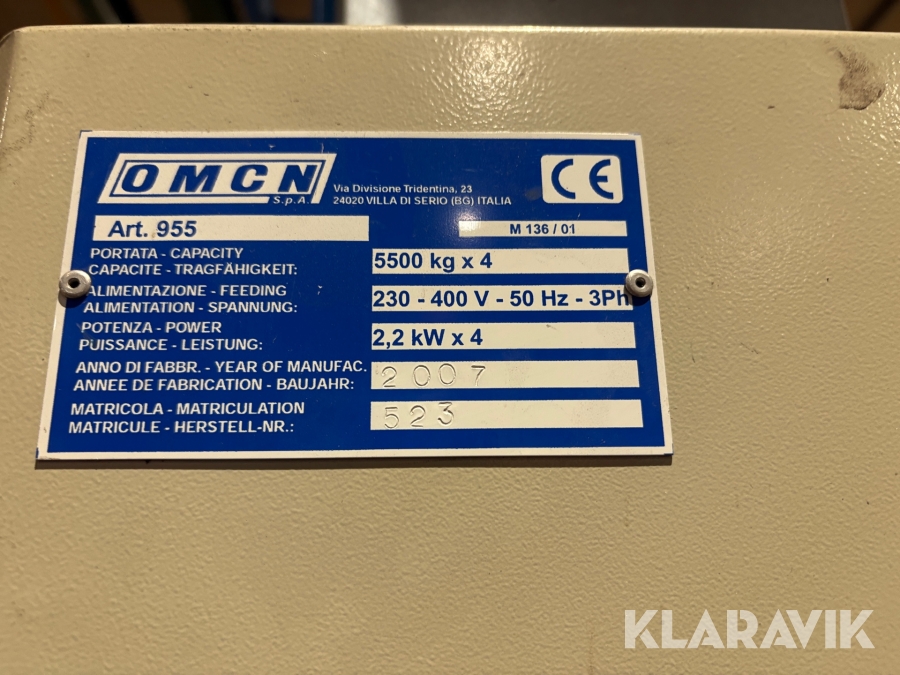 OMCN
S.p.A.
Via Divisione Tridentina, 23
24020 VILLA DI SERIO (BG) ITALIA
CE
Art. 955
M 136 / 01
PORTATA - CAPACITY
CAPACITE - TRAGFÄHIGKEIT:
5500 kg x 4
ALIMENTAZIONE - FEEDING
ALIMENTATION - SPANNUNG:
230 - 400 V - 50 Hz - 3Ph
POTENZA - POWER
PUISSANCE - LEISTUNG:
2,2 kW x 4
ANNO DI FABBR. - YEAR OF MANUFAC.
ANNEE DE FABRICATION - BAUJAHR:
2007
MATRICOLA - MATRICULATION
MATRICULE - HERSTELL-NR.:
523
KLARAVIK